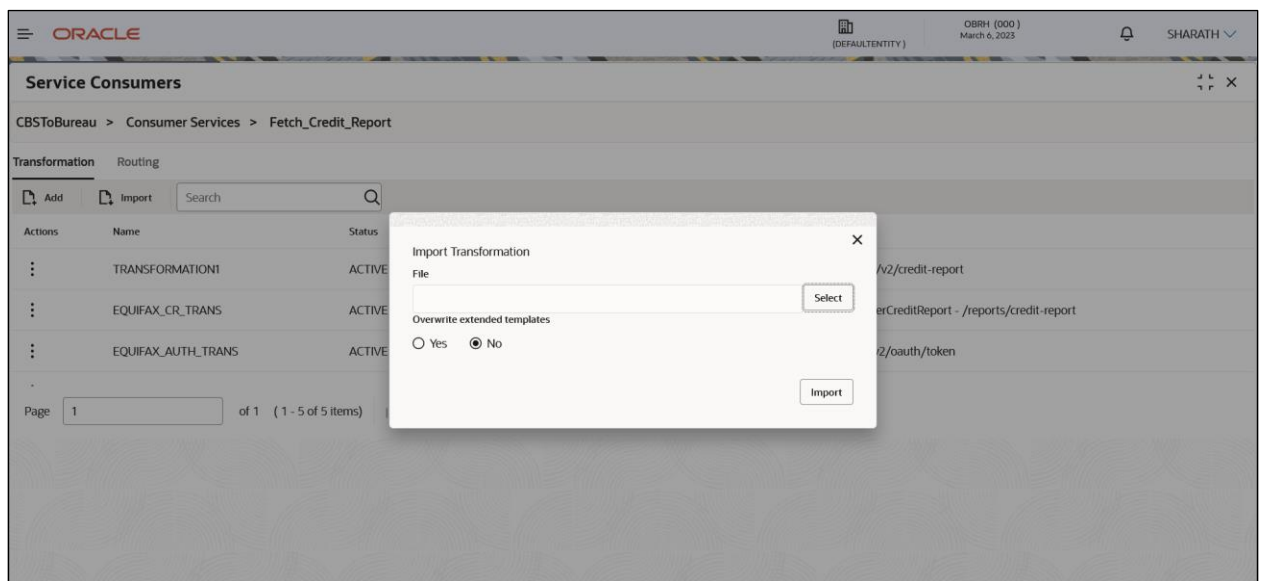 ORACLE
(DEFAULTENTITY )
OBRH (000 )
March 6, 2023
SHARATH
Service Consumers
CBSToBureau > Consumer Services > Fetch_Credit_Report
Transformation Routing
Add Import Search
Actions Name Status
Import Transformation
File
Select
Overwrite extended templates
Yes No
Import
TRANSFORMATION1 ACTIVE /v2/credit-report
EQUIFAX_CR_TRANS ACTIVE erCreditReport - /reports/credit-report
EQUIFAX_AUTH_TRANS ACTIVE /oauth/token
Page 1 of 1 ( 1 - 5 of 5 items)